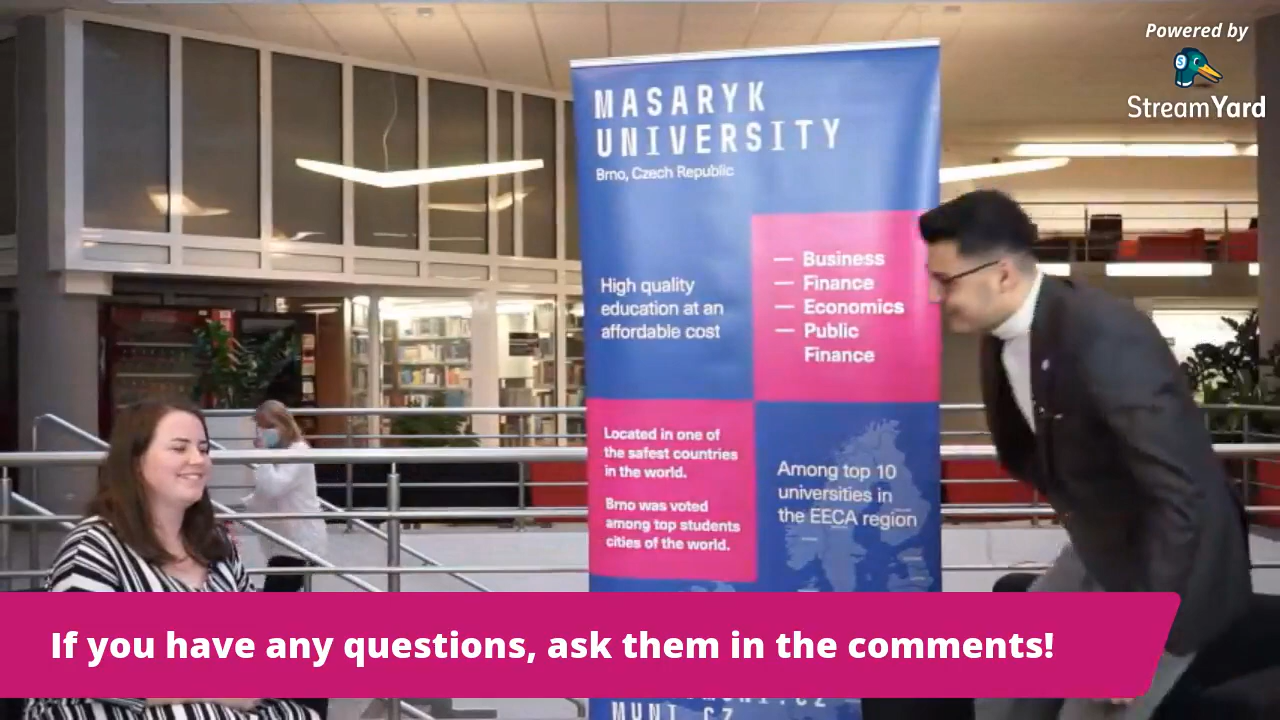 Powered by
StreamYard
MASARYK
UNIVERSITY
Brno, Czech Republic
High quality
education at an
affordable cost
— Business
— Finance
— Economics
— Public
Finance
Located in one of
the safest countries
in the world.
Brno was voted
among top students
cities of the world.
Among top 10
universities in
the EECA region
If you have any questions, ask them in the comments!
MUNI.CZ